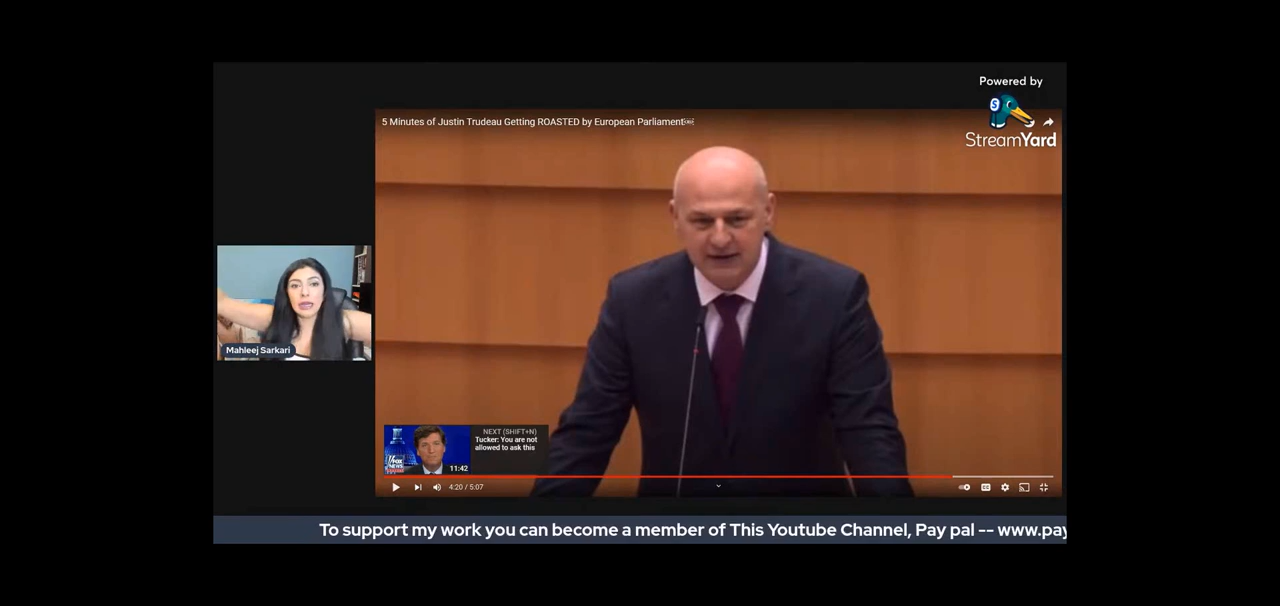 Powered by
StreamYard
5 Minutes of Justin Trudeau Getting ROASTED by European Parliament
Mahleej Sarkari
NEXT (SHIFT+N)
Tucker: You are not
allowed to ask this
FOX
NEWS
11:42
4:20 / 5:07
To support my work you can become a member of This Youtube Channel, Pay pal -- www.pay